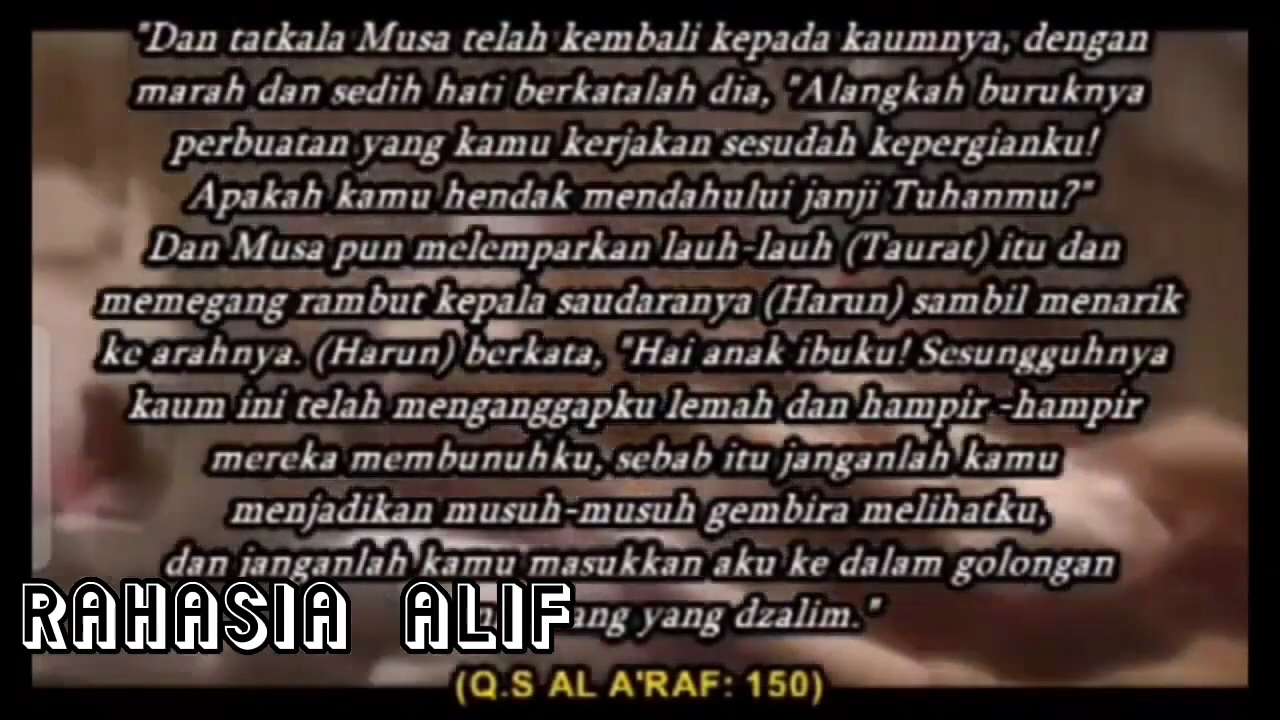 "Dan tatkala Musa telah kembali kepada kaumnya, dengan
marah dan sedih hati berkatalah dia, "Alangkah buruknya
perbuatan yang kamu kerjakan sesudah kepergianku!
Apakah kamu hendak mendahului janji Tuhanmu?"
Dan Musa pun melemparkan lauh-lauh (Taurat) itu dan
memegang rambut kepala saudaranya (Harun) sambil menarik
ke arahnya. (Harun) berkata, "Hai anak ibuku! Sesungguhnya
kaum ini telah menganggapku lemah dan hampir -hampir
mereka membunuhku, sebab itu janganlah kamu
menjadikan musuh-musuh gembira melihatku,
dan janganlah kamu masukkan aku ke dalam golongan
yang dzalim."
RAHASIA ALIF
(Q.S AL A'RAF: 150)